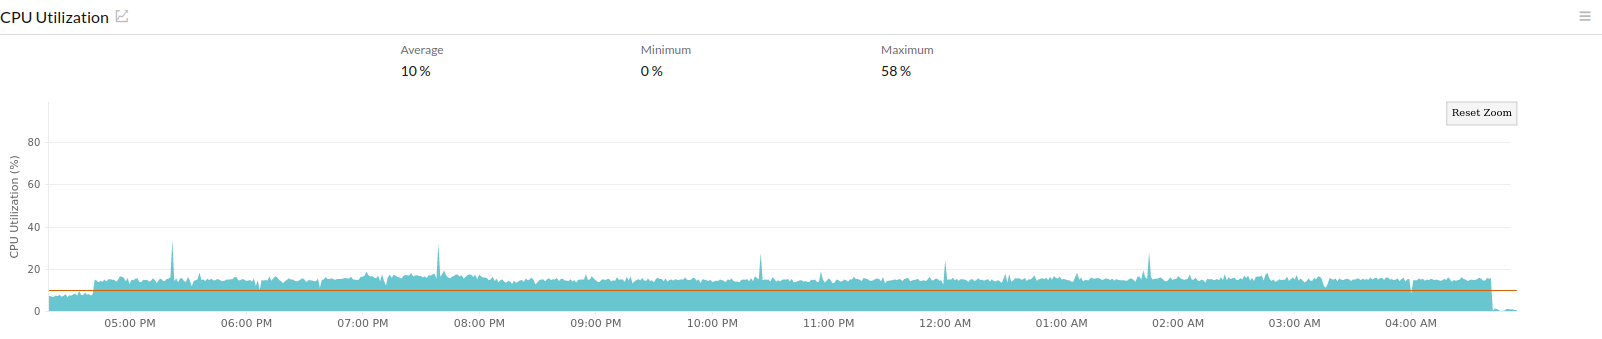 CPU Utilization
Average Minimum Maximum
10 % 0 % 58 %
Reset Zoom
CPU Utilization (%)
80
60
40
20
0
05:00 PM 06:00 PM 07:00 PM 08:00 PM 09:00 PM 10:00 PM 11:00 PM 12:00 AM 01:00 AM 02:00 AM 03:00 AM 04:00 AM